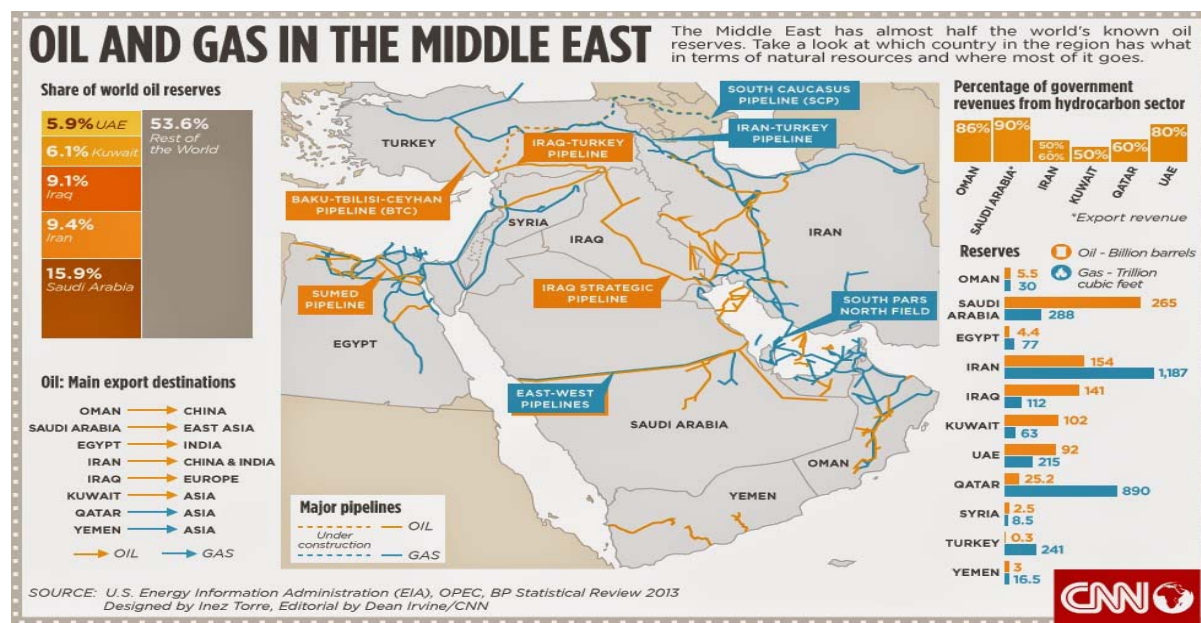 OIL AND GAS IN THE MIDDLE EAST
The Middle East has almost half the world's known oil
reserves. Take a look at which country in the region has what
in terms of natural resources and where most of it goes.
Share of world oil reserves
5.9% UAE
6.1% Kuwait
9.1%
Iraq
9.4%
Iran
15.9%
Saudi Arabia
53.6%
Rest of
the World
Oil: Main export destinations
OMAN CHINA
SAUDI ARABIA EAST ASIA
EGYPT INDIA
IRAN CHINA & INDIA
IRAQ EUROPE
KUWAIT ASIA
QATAR ASIA
YEMEN ASIA
OIL GAS
SOUTH CAUCASUS
PIPELINE (SCP)
IRAN-TURKEY
PIPELINE
TURKEY
IRAQ-TURKEY
PIPELINE
BAKU-TBILISI-CEYHAN
PIPELINE (BTC)
SYRIA
IRAQ
IRAN
SUMED
PIPELINE
IRAQ STRATEGIC
PIPELINE
SOUTH PARS
NORTH FIELD
EGYPT
EAST-WEST
PIPELINES
SAUDI ARABIA
OMAN
YEMEN
Major pipelines
OIL
Under
construction
GAS
Percentage of government
revenues from hydrocarbon sector
86% 90% 50% 60% 50% 60% 80%
OMAN SAUDI ARABIA* IRAN KUWAIT QATAR UAE
*Export revenue
Reserves
Oil - Billion barrels
Gas - Trillion
cubic feet
OMAN 5.5
30
SAUDI
ARABIA
265
288
EGYPT 4.4
77
IRAN 154
1,187
IRAQ 141
112
KUWAIT 102
63
UAE 92
215
QATAR 25.2
890
SYRIA 2.5
8.5
TURKEY 0.3
241
YEMEN 3
16.5
SOURCE: U.S. Energy Information Administration (EIA), OPEC, BP Statistical Review 2013
Designed by Inez Torre, Editorial by Dean Irvine/CNN
CNN